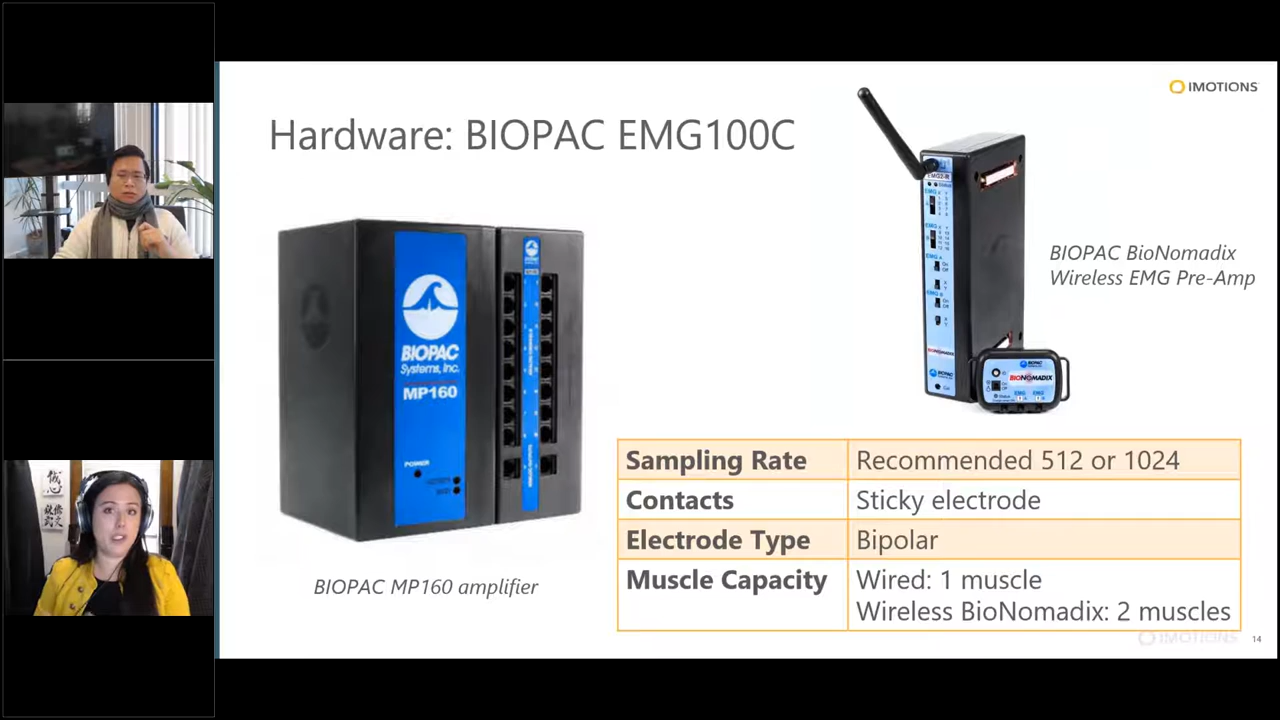 IMOTIONS
Hardware: BIOPAC EMG100C
EMG2-R
BIOPAC
Systems, Inc.
MP160
POWER
BIOPAC MP160 amplifier
BIOPAC BioNomadix
Wireless EMG Pre-Amp
BIOPAC
BIONOMADIX
Sampling Rate
Recommended 512 or 1024
Contacts
Sticky electrode
Electrode Type
Bipolar
Muscle Capacity
Wired: 1 muscle
Wireless BioNomadix: 2 muscles
IMOTIONS
14